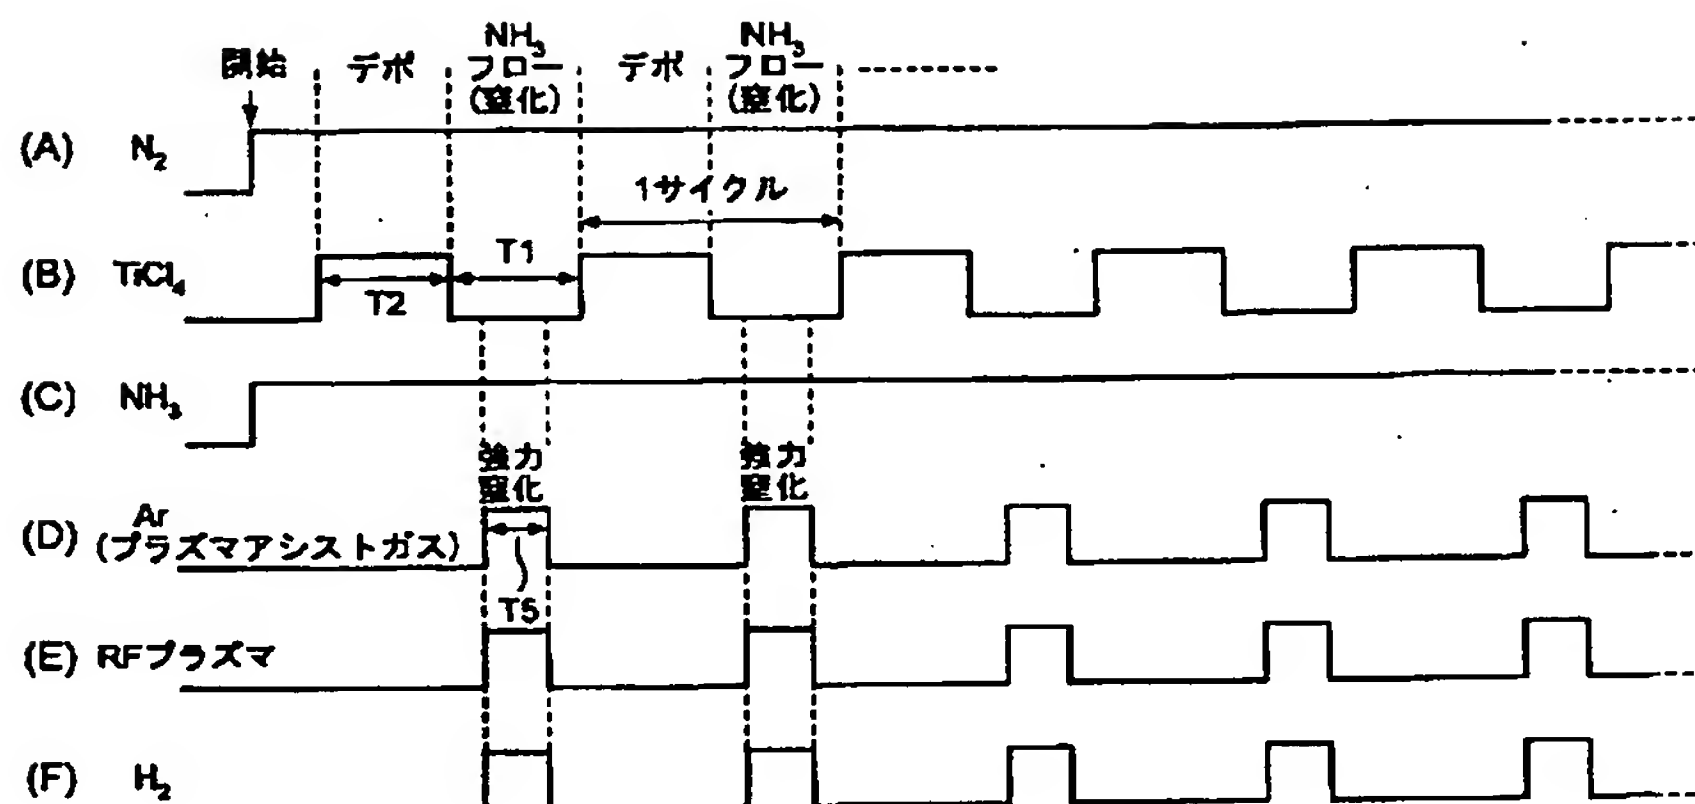 開始
デポ
NH₃
フロー
(窒化)
デポ
NH₃
フロー
(窒化)
(A) N₂
1サイクル
(B) TiCl₄
T2
T1
(C) NH₃
強力
窒化
強力
窒化
(D) Ar
(プラズマアシストガス)
T5
(E) RFプラズマ
(F) H₂